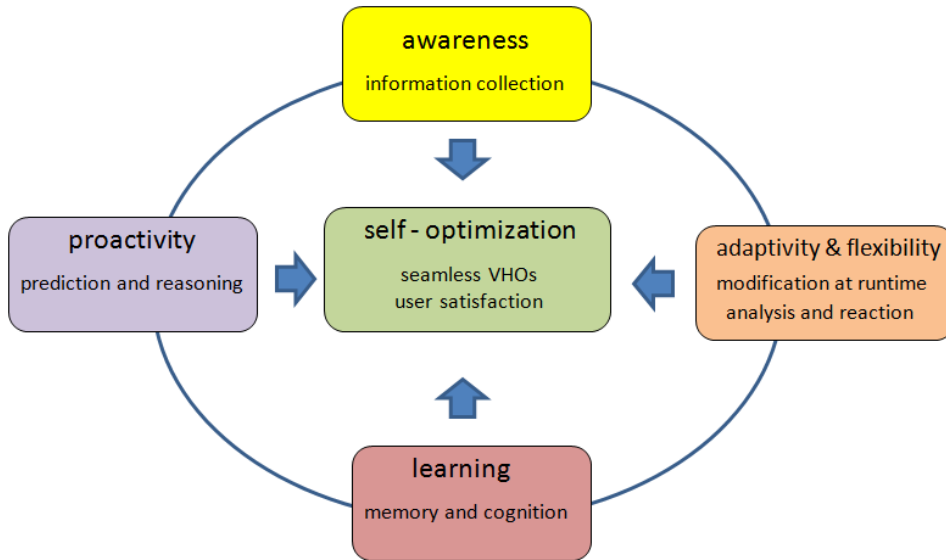 awareness
information collection
proactivity
prediction and reasoning
self - optimization
seamless VHOs
user satisfaction
adaptivity & flexibility
modification at runtime
analysis and reaction
learning
memory and cognition